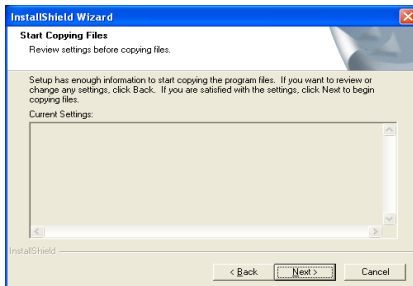 InstallShield Wizard
Start Copying Files
Review settings before copying files.
Setup has enough information to start copying the program files. If you want to review or
change any settings, click Back. If you are satisfied with the settings, click Next to begin
copying files.
Current Settings:
InstallShield
< Back
Next >
Cancel